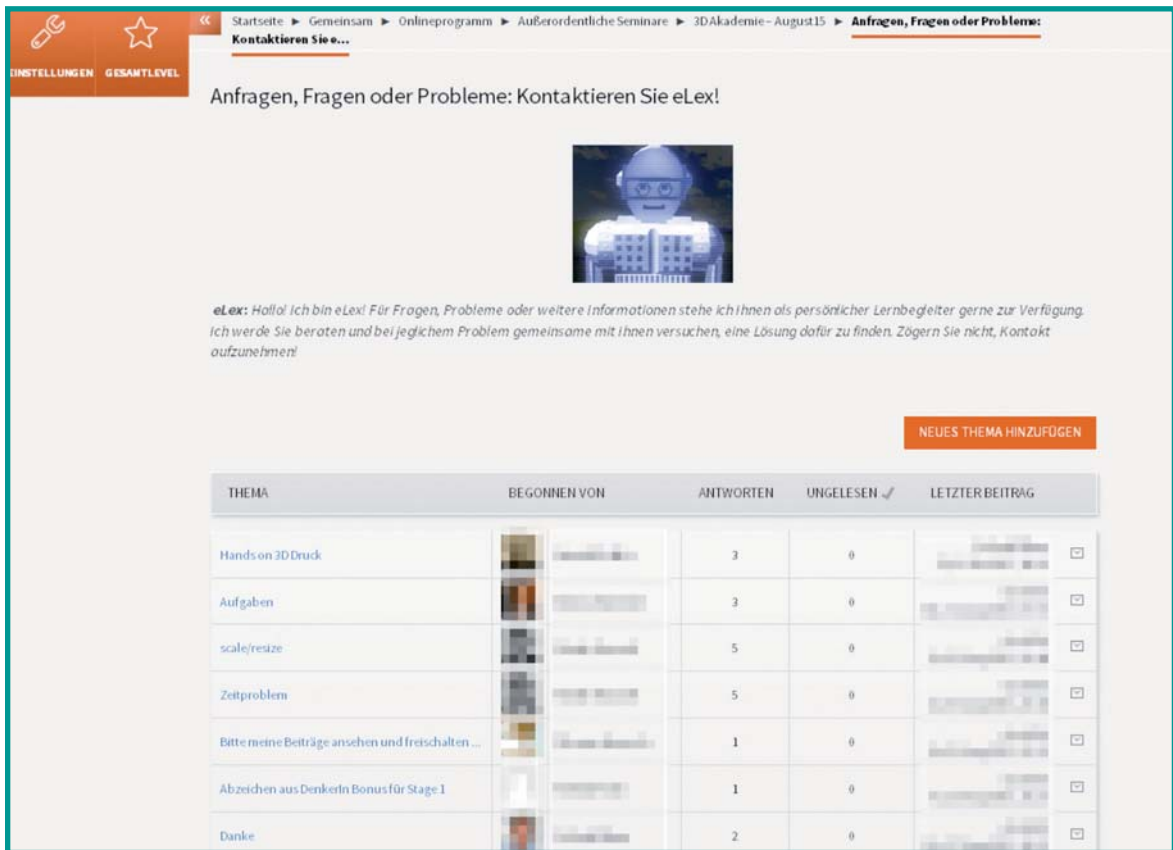 EINSTELLUNGEN GESAMTLEVEL
« Startseite ► Gemeinsam ► Onlineprogramm ► Außerordentliche Seminare ► 3D Akademie – August15 ► Anfragen, Fragen oder Probleme:
Kontaktieren Sie e...
Anfragen, Fragen oder Probleme: Kontaktieren Sie eLex!
eLex: Hallo! Ich bin eLex! Für Fragen, Probleme oder weitere Informationen stehe ich Ihnen als persönlicher Lernbegleiter gerne zur Verfügung.
Ich werde Sie beraten und bei jeglichem Problem gemeinsame mit Ihnen versuchen, eine Lösung dafür zu finden. Zögern Sie nicht, Kontakt
aufzunehmen!
NEUES THEMA HINZUFÜGEN
THEMA BEGONNEN VON ANTWORTEN UNGELESEN LETZTER BEITRAG
Hands on 3D Druck 3 0
Aufgaben 3 0
scale/resize 5 0
Zeitproblem 5 0
Bitte meine Beiträge ansehen und freischalten ... 1 0
Abzeichen aus DenkerIn Bonus für Stage 1 1 0
Danke 2 0